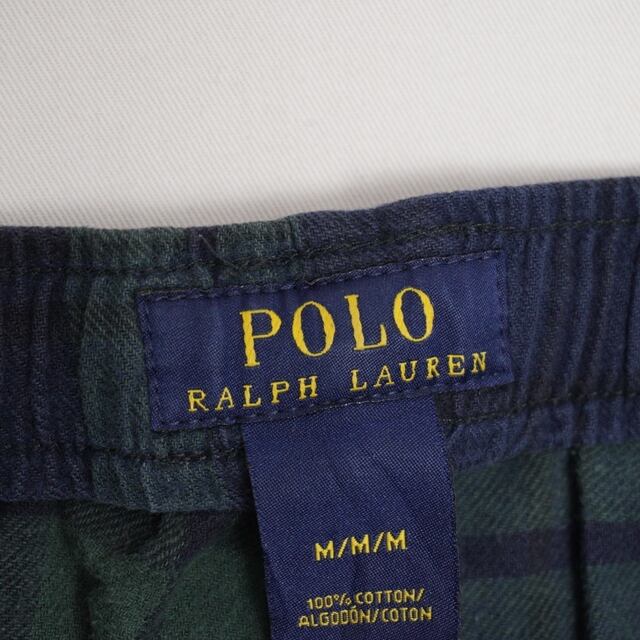 POLO
RALPH LAUREN
M/M/M
100% COTTON/
ALGODÓN/COTON